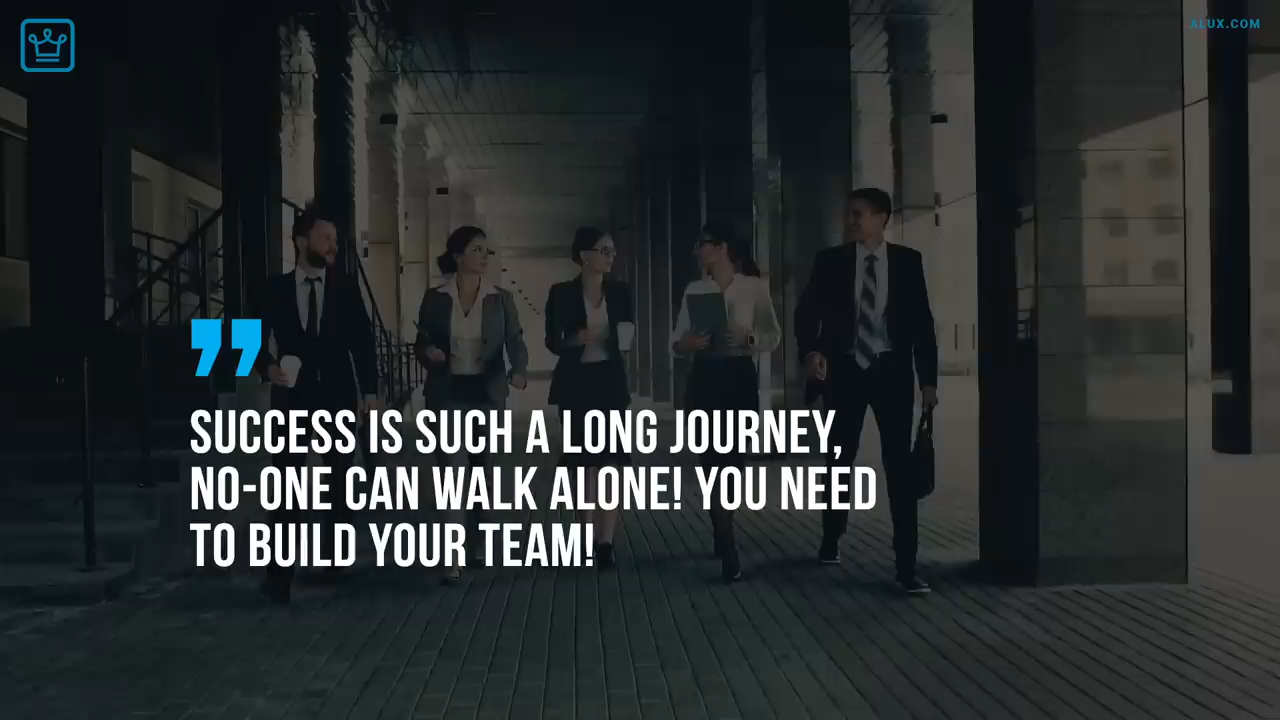 ALUX.COM
”
SUCCESS IS SUCH A LONG JOURNEY,
NO-ONE CAN WALK ALONE! YOU NEED
TO BUILD YOUR TEAM!